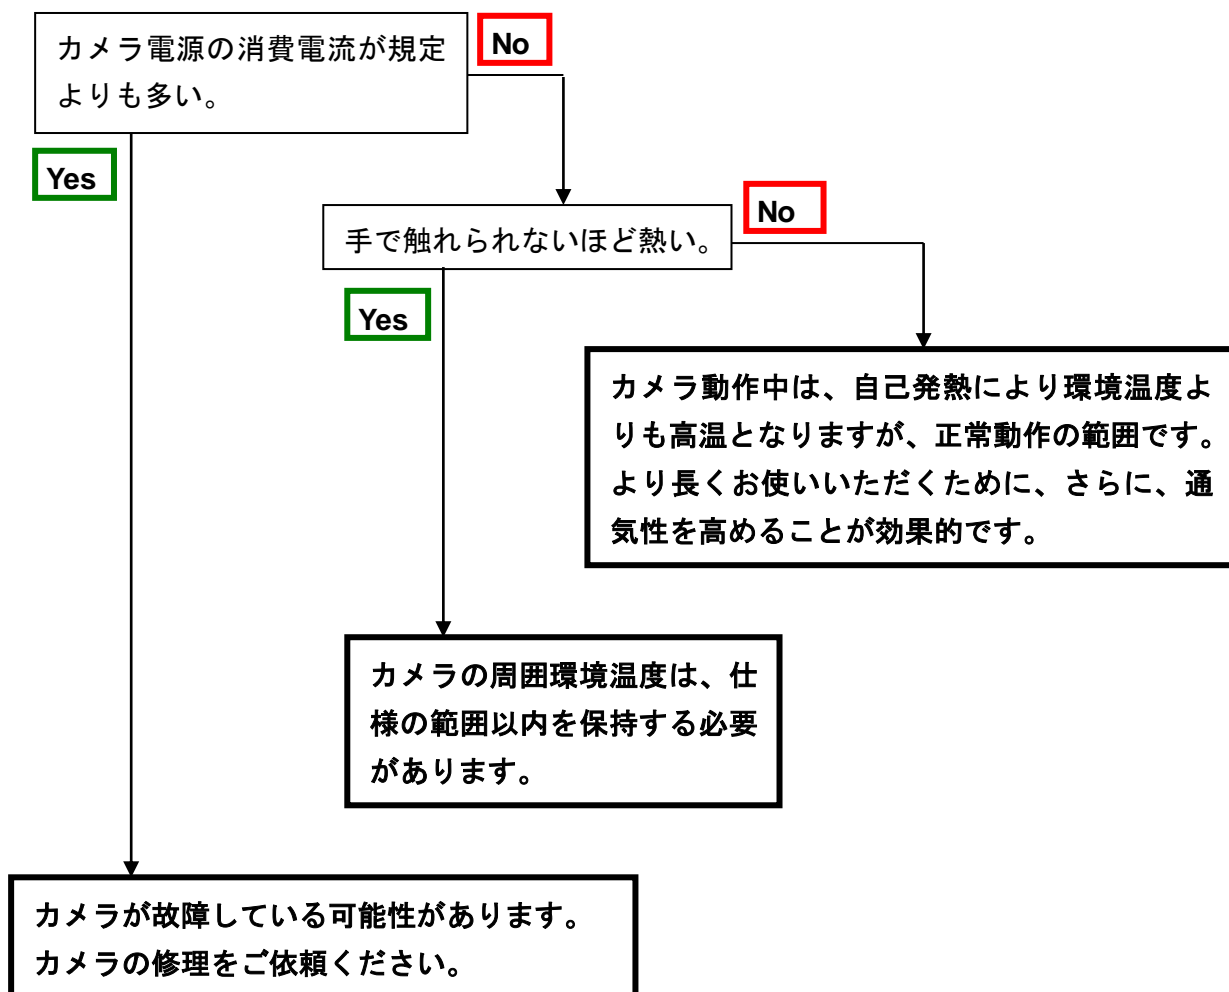 カメラ電源の消費電流が規定
よりも多い。
No
Yes
手で触れられないほど熱い。
No
Yes
カメラ動作中は、自己発熱により環境温度よ
りも高温となりますが、正常動作の範囲です。
より長くお使いいただくために、さらに、通
気性を高めることが効果的です。
カメラの周囲環境温度は、仕
様の範囲以内を保持する必要
があります。
カメラが故障している可能性があります。
カメラの修理をご依頼ください。